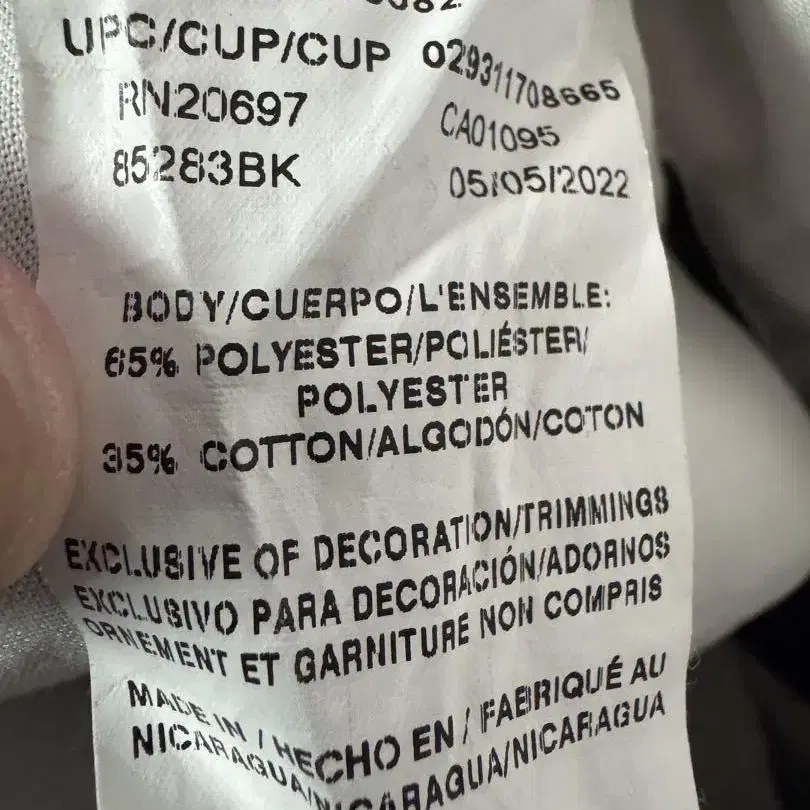 UPC/CUP/CUP 029311708665
RN20697 CA01095
85283BK 05/05/2022
BODY/CUERPO/L'ENSEMBLE:
65% POLYESTER/POLIÉSTER/
POLYESTER
35% COTTON/ALGODÓN/COTON
EXCLUSIVE OF DECORATION/TRIMMINGS
EXCLUSIVO PARA DECORACIÓN/ADORNOS
ORNEMENT ET GARNITURE NON COMPRIS
MADE IN / HECHO EN / FABRIQUÉ AU
NICARAGUA/NICARAGUA/NICARAGUA